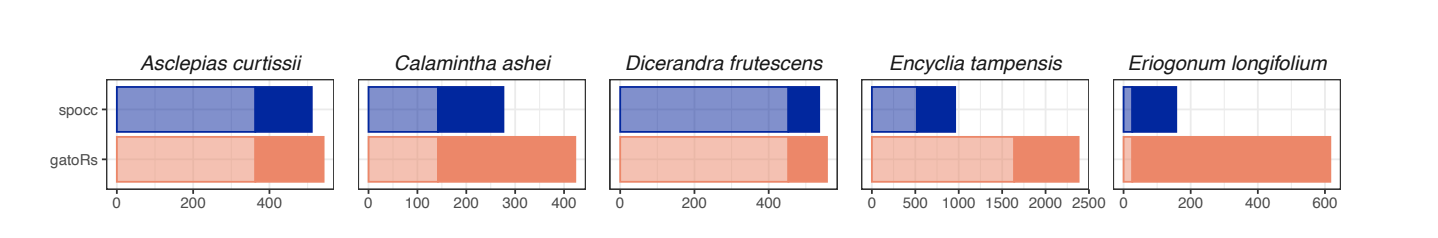 Asclepias curtissii Calamintha ashei Dicerandra frutescens Encyclia tampensis Eriogonum longifolium
spocc
gatoRs
0 200 400 0 100 200 300 400 0 200 400 0 500 1000 1500 2000 2500 0 200 400 600